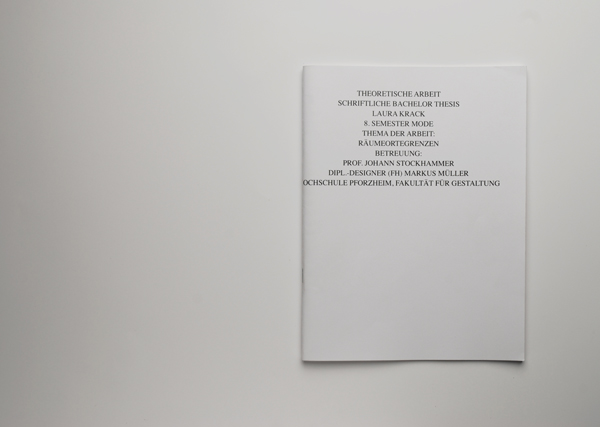 THEORETISCHE ARBEIT
SCHRIFTLICHE BACHELOR THESIS
LAURA KRACK
8. SEMESTER MODE
THEMA DER ARBEIT:
RÄUMEORTEGRENZEN
BETREUUNG:
PROF. JOHANN STOCKHAMMER
DIPL.-DESIGNER (FH) MARKUS MÜLLER
OCHSCHULE PFORZHEIM, FAKULTÄT FÜR GESTALTUNG